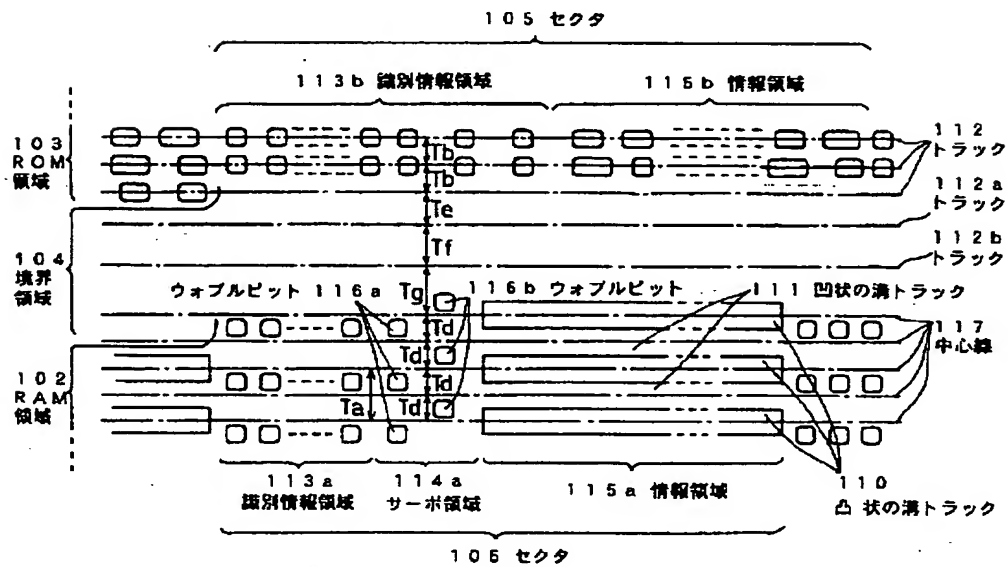 105 セクタ
113b 識別情報領域
115b 情報領域
103
ROM
領域
112
トラック
Tb
Tb
112a
トラック
Te
112b
トラック
Tf
104
境界
領域
ウォブルピット 116a
Tg
116b ウォブルピット
111 凹状の溝トラック
Td
117
中心線
Td
102
RAM
領域
Ta
Td
Td
113a
識別情報領域
114a
サーボ領域
115a 情報領域
110
凸 状の溝トラック
106 セクタ